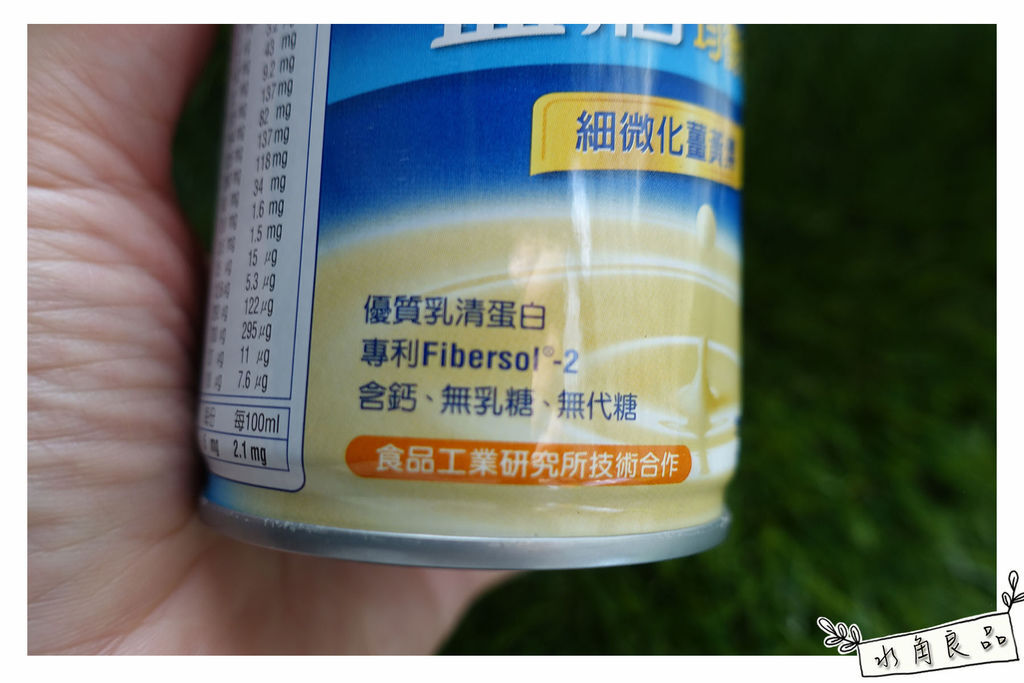 43 mg
9.2 mg
137 mg
82 mg
137 mg
118 mg
34 mg
1.6 mg
1.5 mg
15 μg
5.3 μg
122 μg
295 μg
11 μg
7.6 μg
每100ml
mg 2.1 mg
細微化薑黃
優質乳清蛋白
專利Fibersol®-2
含鈣、無乳糖、無代糖
食品工業研究所技術合作
水角良品